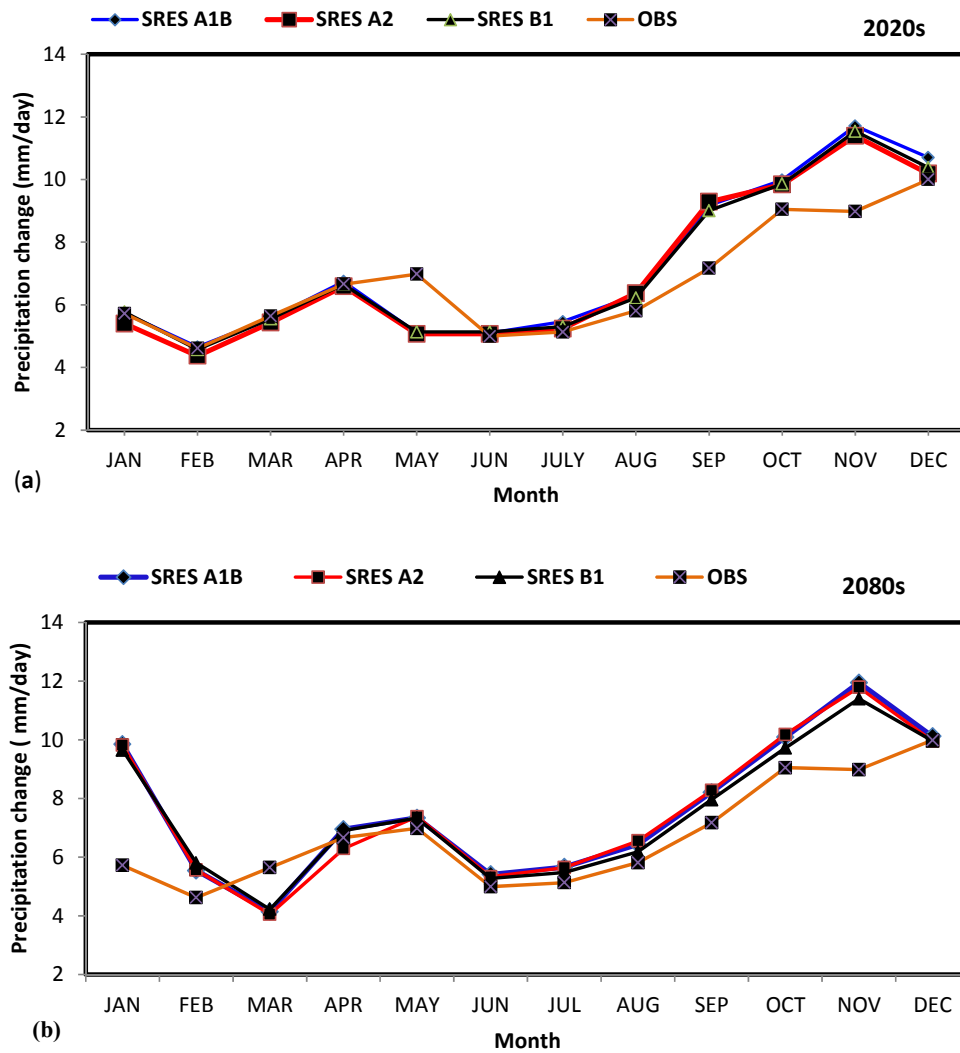 SRES A1B SRES A2 SRES B1 OBS
2020s
14
12
10
8
6
4
2
Precipitation change (mm/day)
JAN FEB MAR APR MAY JUN JULY AUG SEP OCT NOV DEC
(a)
Month
SRES A1B SRES A2 SRES B1 OBS
2080s
14
12
10
8
6
4
2
Precipitation change ( mm/day)
JAN FEB MAR APR MAY JUN JUL AUG SEP OCT NOV DEC
(b)
Month